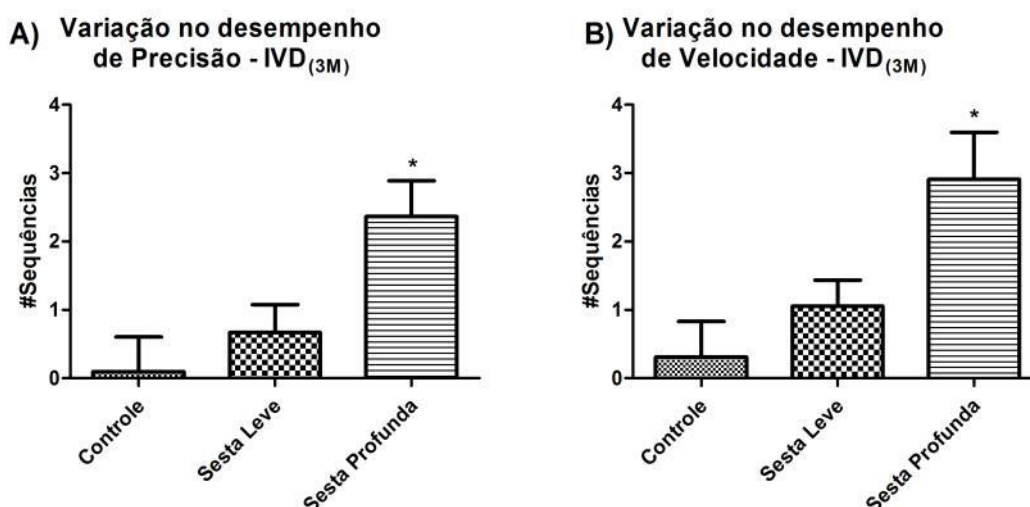 A) Variação no desempenho
de Precisão - IVD(3M)
4
3
2
1
0
#Sequências
*
Controle
Sesta Leve
Sesta Profunda
B) Variação no desempenho
de Velocidade - IVD(3M)
4
3
2
1
0
#Sequências
*
Controle
Sesta Leve
Sesta Profunda